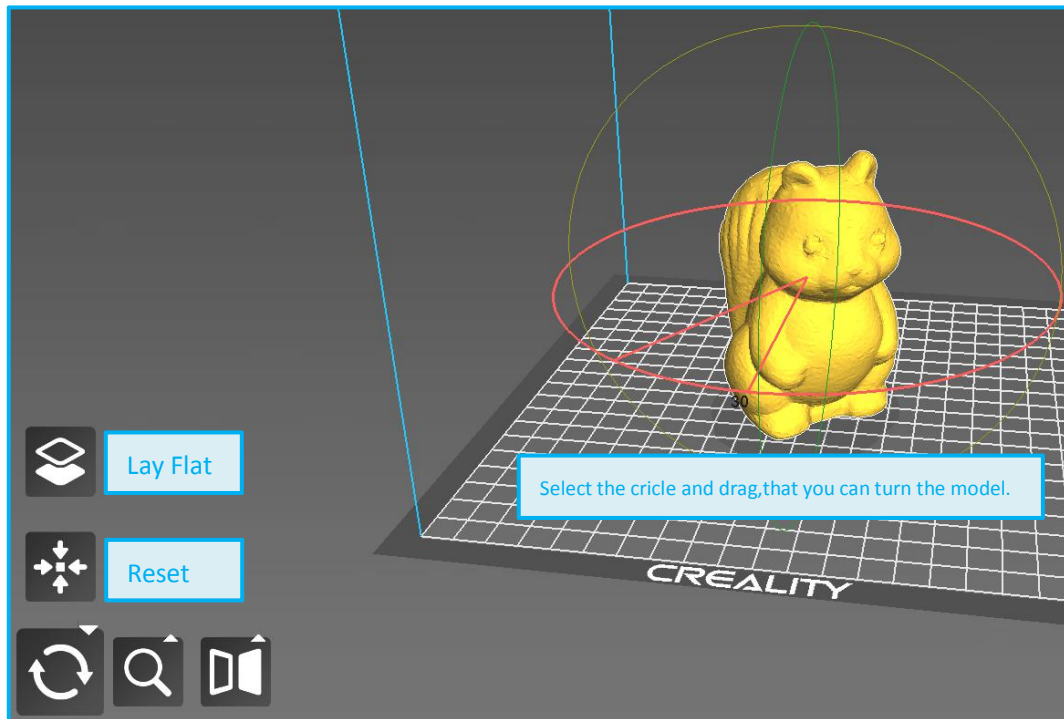 30
Lay Flat
Select the cricle and drag,that you can turn the model.
Reset
CREALITY